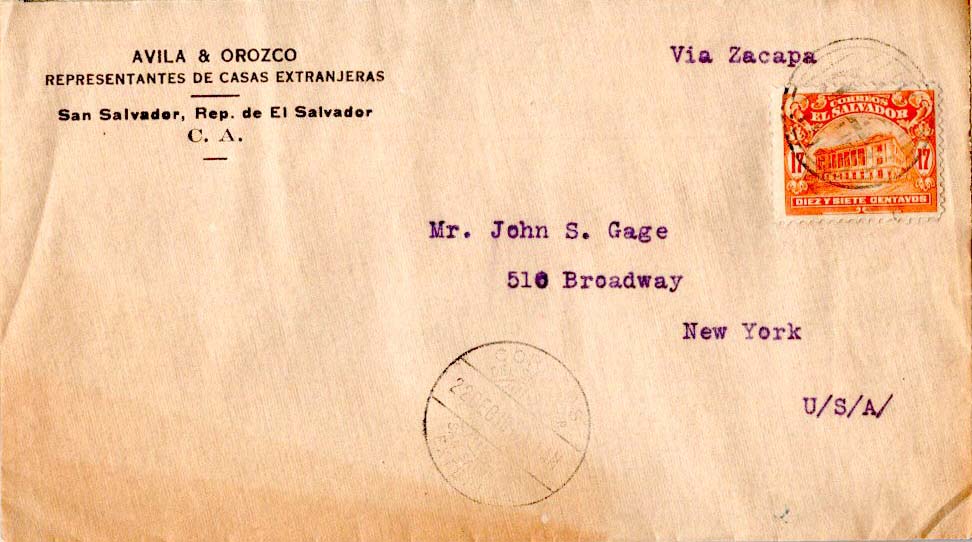 AVILA & OROZCO
REPRESENTANTES DE CASAS EXTRANJERAS
San Salvador, Rep. de El Salvador
C. A.
Via Zacapa
CORREOS
EL SALVADOR
17 17
DIEZ Y SIETE CENTAVOS
Mr. John S. Gage
510 Broadway
New York
U/S/A/